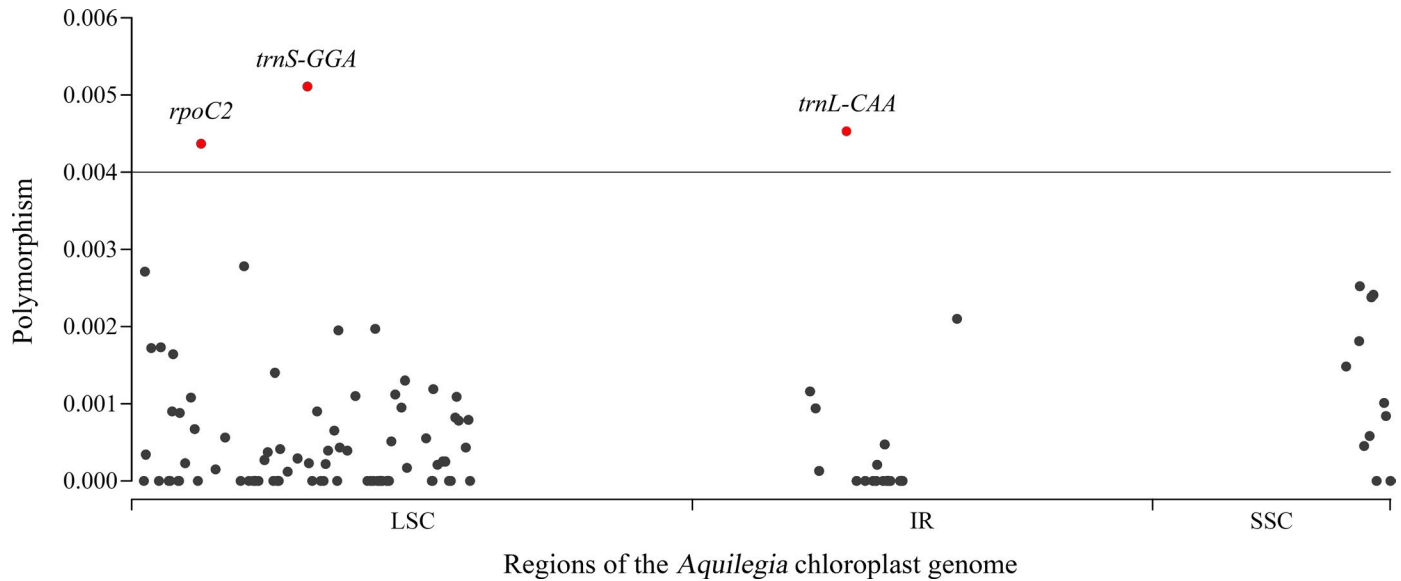 0.006
trnS-GGA
0.005
rpoC2
trnL-CAA
0.004
0.003
0.002
0.001
0.000
Polymorphism
LSC
IR
SSC
Regions of the Aquilegia chloroplast genome